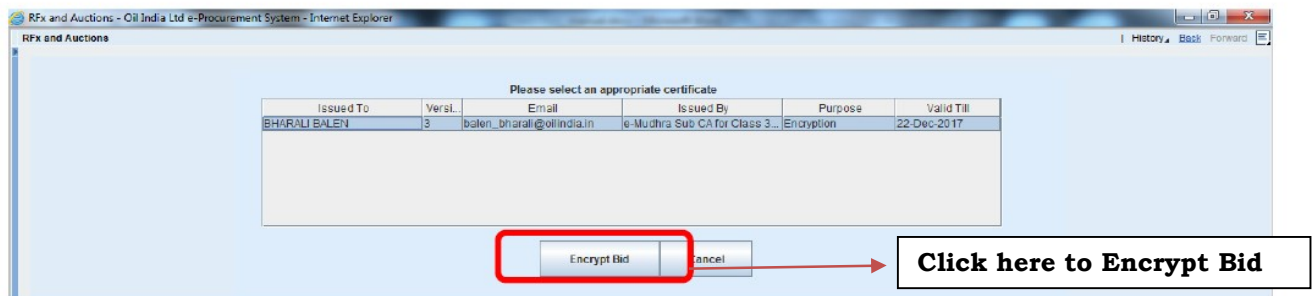 RFx and Auctions - Oil India Ltd e-Procurement System - Internet Explorer
RFx and Auctions | History Back Forward
Please select an appropriate certificate
Issued To Versi... Email Issued By Purpose Valid Till
BHARALI BALEN 3 balen_bharali@oilindia.in e-Mudhra Sub CA for Class 3... Encryption 22-Dec-2017
Encrypt Bid Cancel Click here to Encrypt Bid